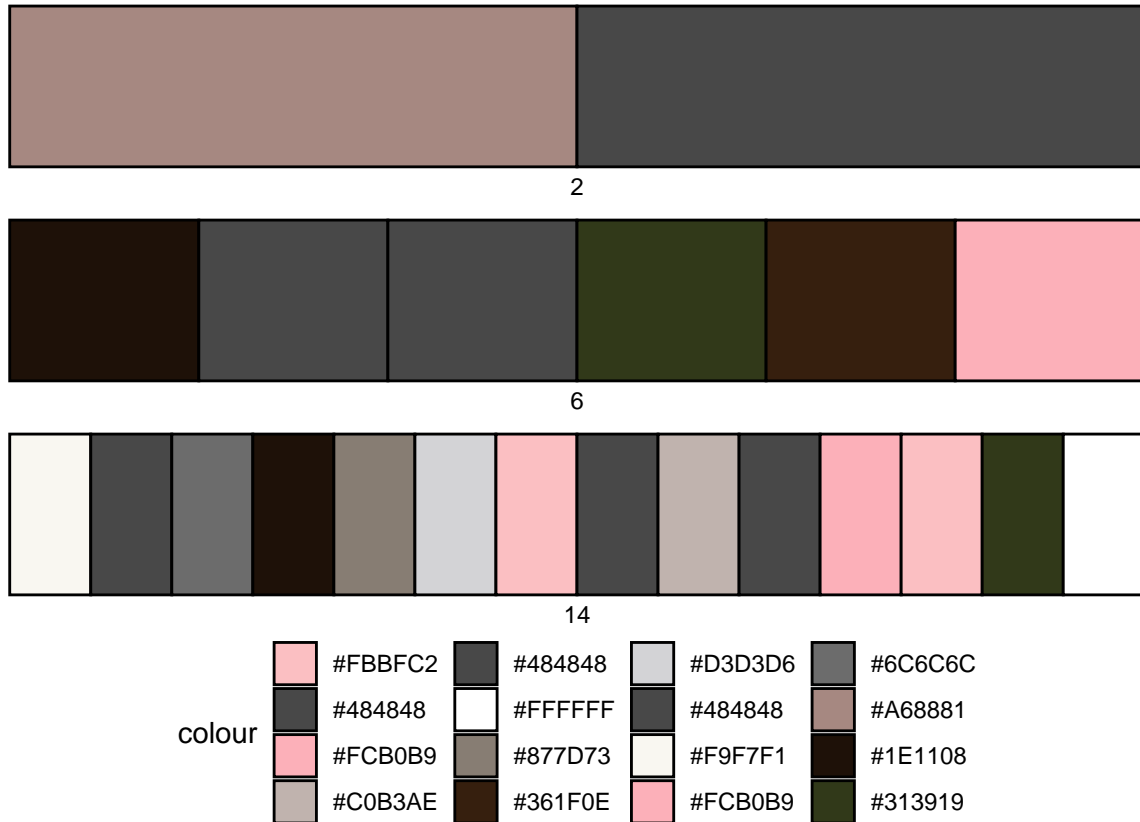 2
6
14
colour
#FBBFC2 #484848 #D3D3D6 #6C6C6C
#484848 #FFFFFF #484848 #A68881
#FCB0B9 #877D73 #F9F7F1 #1E1108
#C0B3AE #361F0E #FCB0B9 #313919